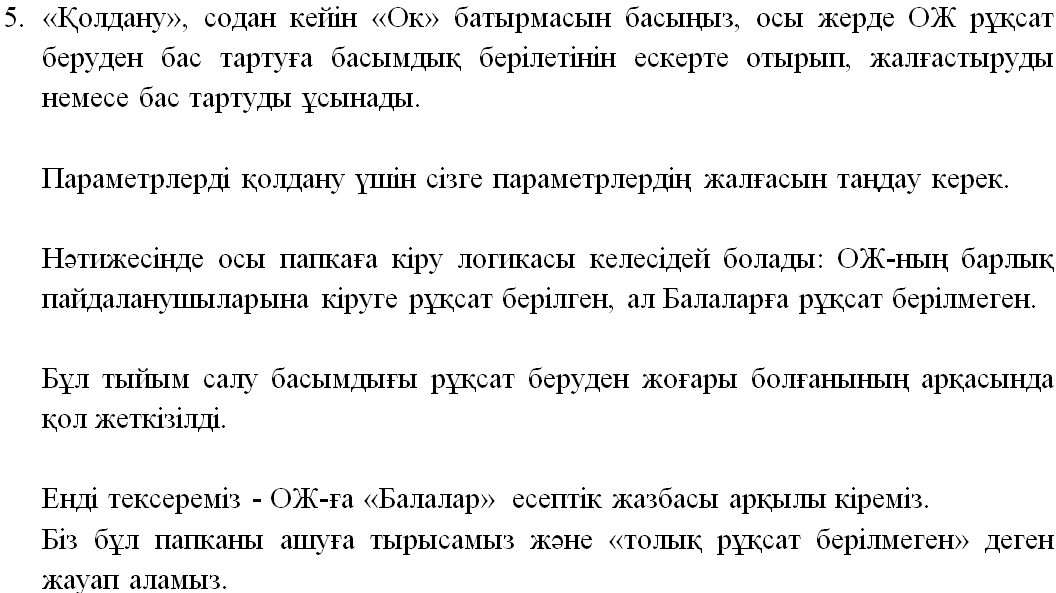 5. «Қолдану», содан кейін «Ок» батырмасын басыңыз, осы жерде ОЖ рұқсат
беруден бас тартуға басымдық берілетінін ескерте отырып, жалғастыруды
немесе бас тартуды ұсынады.
Параметрлерді қолдану үшін сізге параметрлердің жалғасын таңдау керек.
Нәтижесінде осы папкаға кіру логикасы келесідей болады: ОЖ-ның барлық
пайдаланушыларына кіруге рұқсат берілген, ал Балаларға рұқсат берілмеген.
Бұл тыйым салу басымдығы рұқсат беруден жоғары болғанының арқасында
қол жеткізілді.
Енді тексереміз - ОЖ-ға «Балалар» есептік жазбасы арқылы кіреміз.
Біз бұл папканы ашуға тырысамыз және «толық рұқсат берілмеген» деген
жауап аламыз.